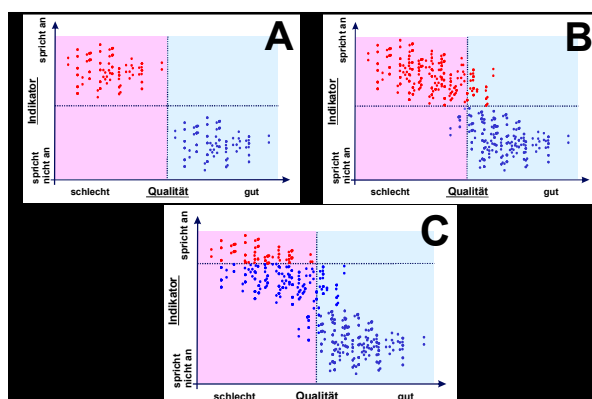 A
spricht an
Indikator
spricht
nicht an
schlecht Qualität gut
B
spricht an
Indikator
spricht
nicht an
schlecht Qualität gut
C
spricht an
Indikator
spricht
nicht an
schlecht Qualität gut